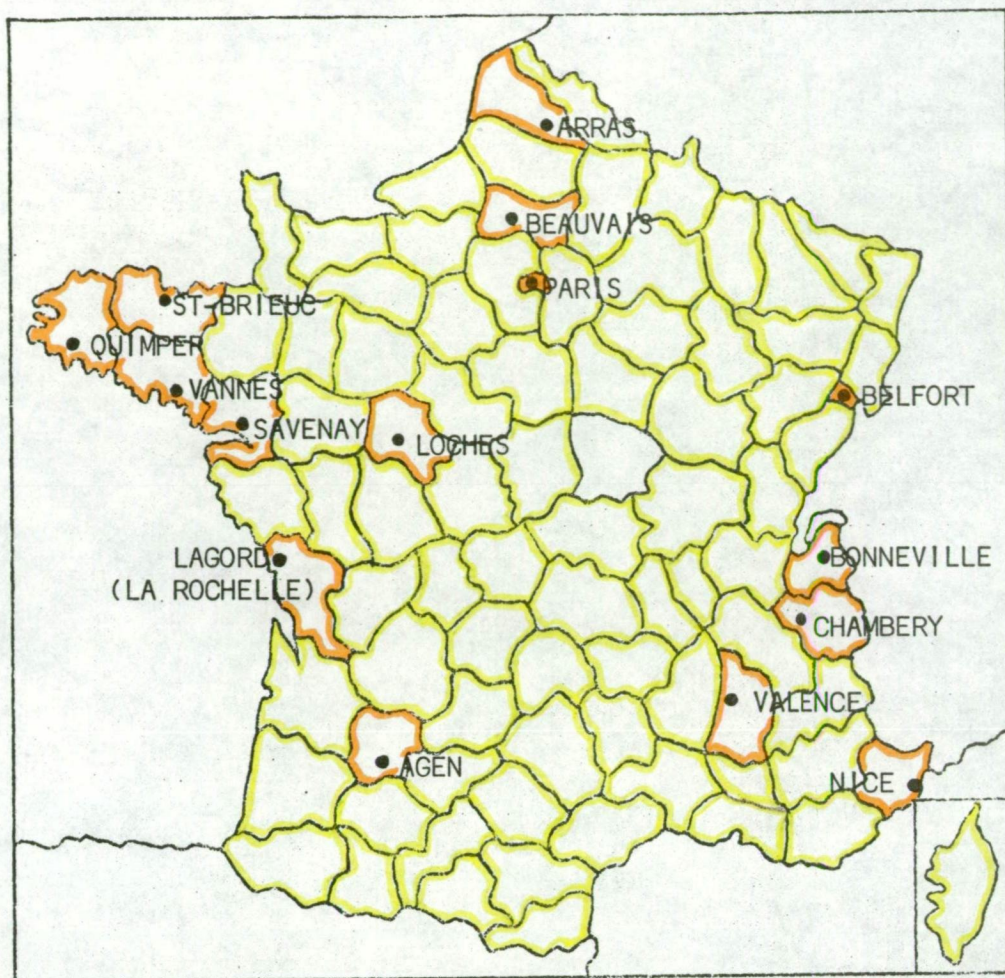 ARRAS
BEAUVAIS
PARIS
ST-BRIEUC
QUIMPER
VANNES
BELFORT
SAVENAY
LOCHES
LAGORD
(LA ROCHELLE)
BONNEVILLE
CHAMBERY
VALENCE
AGEN
NICE